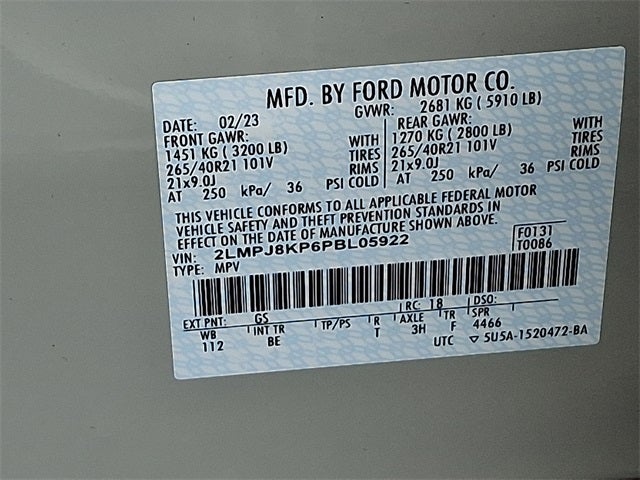 MFD. BY FORD MOTOR CO.
DATE: 02/23 GVWR: 2681 KG ( 5910 LB)
FRONT GAWR: REAR GAWR:
1451 KG ( 3200 LB) WITH 1270 KG ( 2800 LB) WITH
265/40R21 101V TIRES 265/40R21 101V TIRES
21x9.0J RIMS 21x9.0J RIMS
AT 250 kPa/ 36 PSI COLD AT 250 kPa/ 36 PSI COLD
THIS VEHICLE CONFORMS TO ALL APPLICABLE FEDERAL MOTOR
VEHICLE SAFETY AND THEFT PREVENTION STANDARDS IN
EFFECT ON THE DATE OF MANUFACTURE SHOWN ABOVE.
VIN: 2LMPJ8KP6PBL05922 F0131
TYPE: MPV T0086
EXT PNT: GS RC: 18 DSO:
WB INT TR TP/PS R AXLE TR SPR
112 BE T 3H F 4466
UTC ▽ 5U5A-1520472-BA